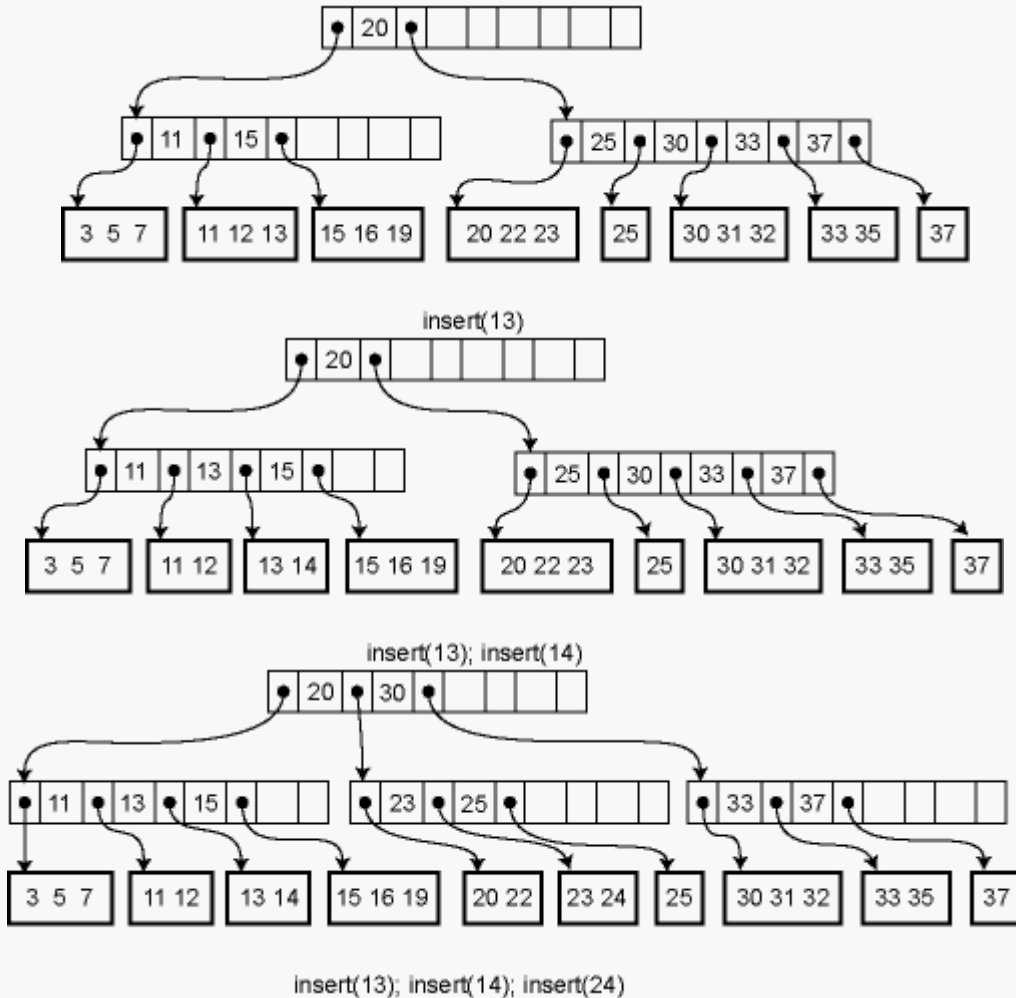 20
11 15 25 30 33 37
3 5 7 11 12 13 15 16 19 20 22 23 25 30 31 32 33 35 37
insert(13)
20
11 13 15 25 30 33 37
3 5 7 11 12 13 14 15 16 19 20 22 23 25 30 31 32 33 35 37
insert(13); insert(14)
20 30
11 13 15 23 25 33 37
3 5 7 11 12 13 14 15 16 19 20 22 23 24 25 30 31 32 33 35 37
insert(13); insert(14); insert(24)